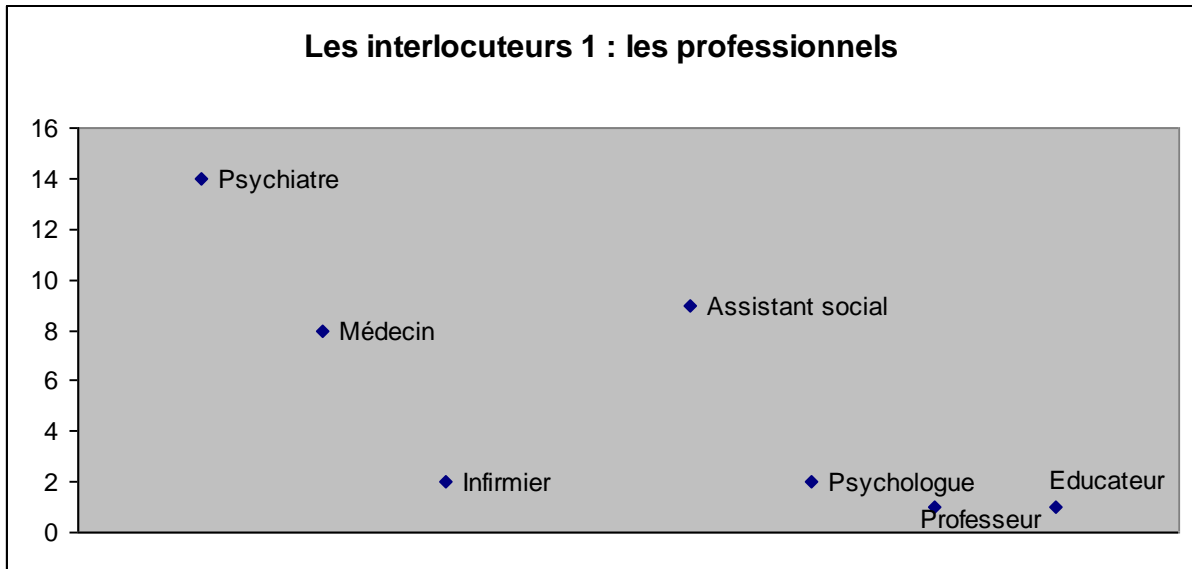 Les interlocuteurs 1 : les professionnels
16
14
Psychiatre
12
10
Assistant social
8
Médecin
6
4
2
Infirmier
Psychologue
Educateur
Professeur
0